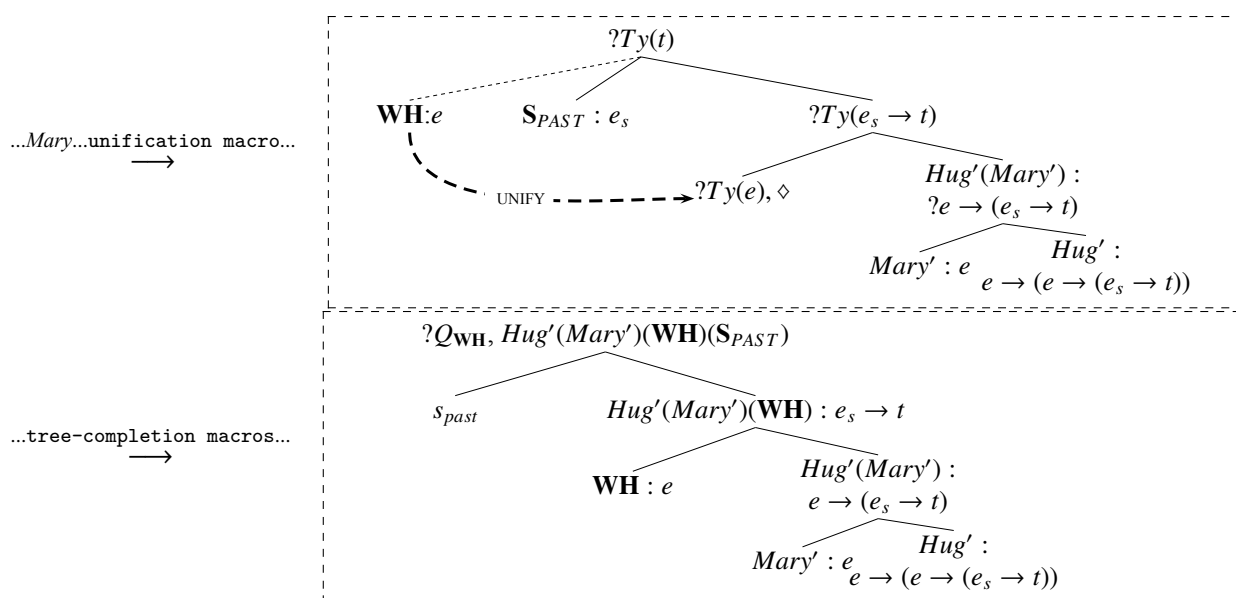 ?Ty(t)
WH:e
S_PAST : e_s
?Ty(e_s → t)
...Mary...unification macro...
⟶
UNIFY
?Ty(e), ◊
Hug′(Mary′) :
?e → (e_s → t)
Mary′ : e
Hug′ :
e → (e → (e_s → t))
?Q_WH, Hug′(Mary′)(WH)(S_PAST)
s_past
Hug′(Mary′)(WH) : e_s → t
...tree-completion macros...
⟶
WH : e
Hug′(Mary′) :
e → (e_s → t)
Mary′ : e
Hug′ :
e → (e → (e_s → t))